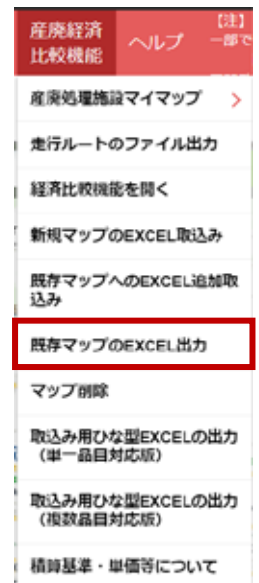 産廃経済
比較機能
ヘルプ
【注】
一部で
産廃処理施設マイマップ
走行ルートのファイル出力
経済比較機能を開く
新規マップのEXCEL取込み
既存マップへのEXCEL追加取
込み
既存マップのEXCEL出力
マップ削除
取込み用ひな型EXCELの出力
（単一品目対応版）
取込み用ひな型EXCELの出力
（複数品目対応版）
積算基準・単価等について